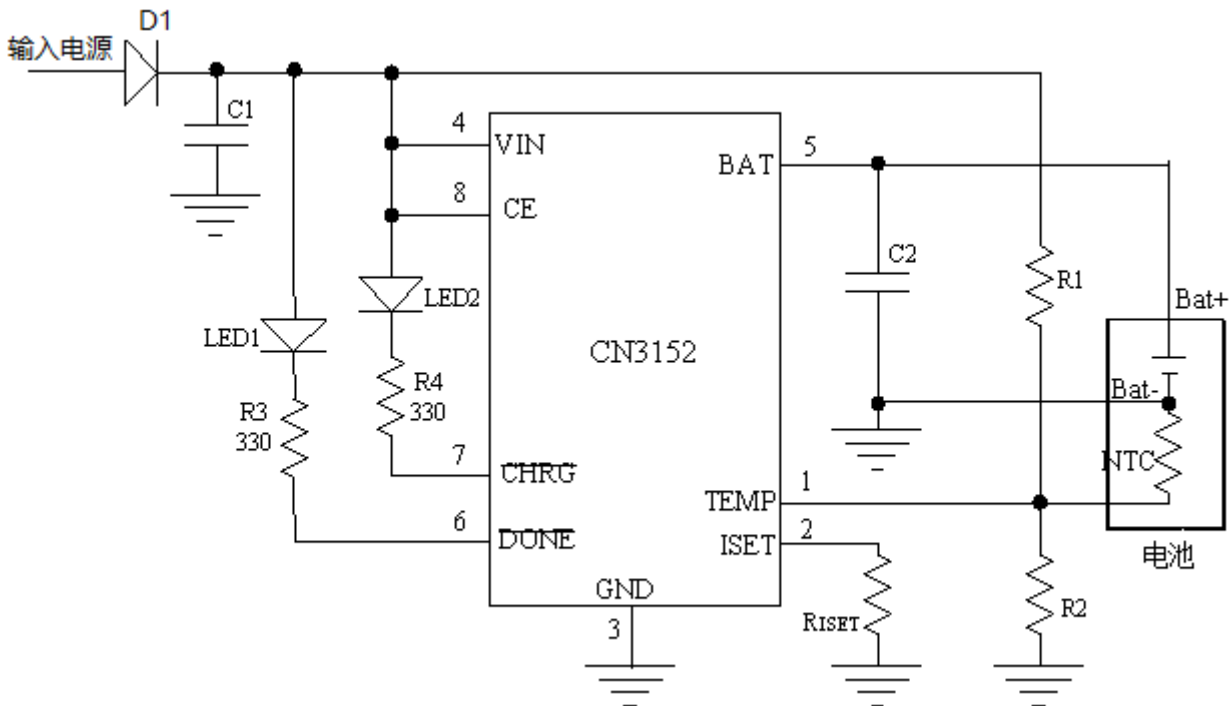 D1
输入电源
C1
4
VIN
BAT
5
8
CE
C2
R1
LED2
Bat+
LED1
CN3152
R4
330
Bat-
R3
330
NTC
7
CHRG
TEMP
1
6
DONE
ISET
2
电池
GND
3
RISET
R2